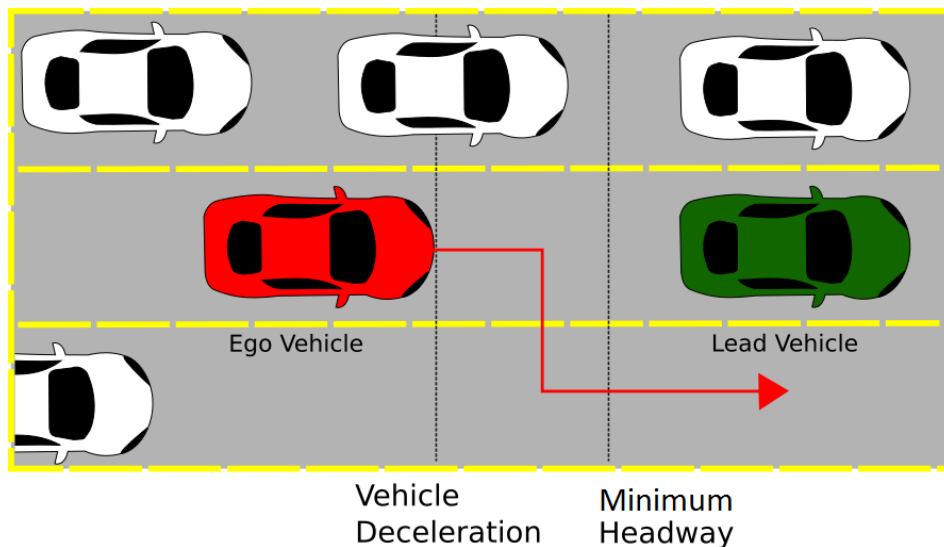 Ego Vehicle
Lead Vehicle
Vehicle
Deceleration
Minimum
Headway